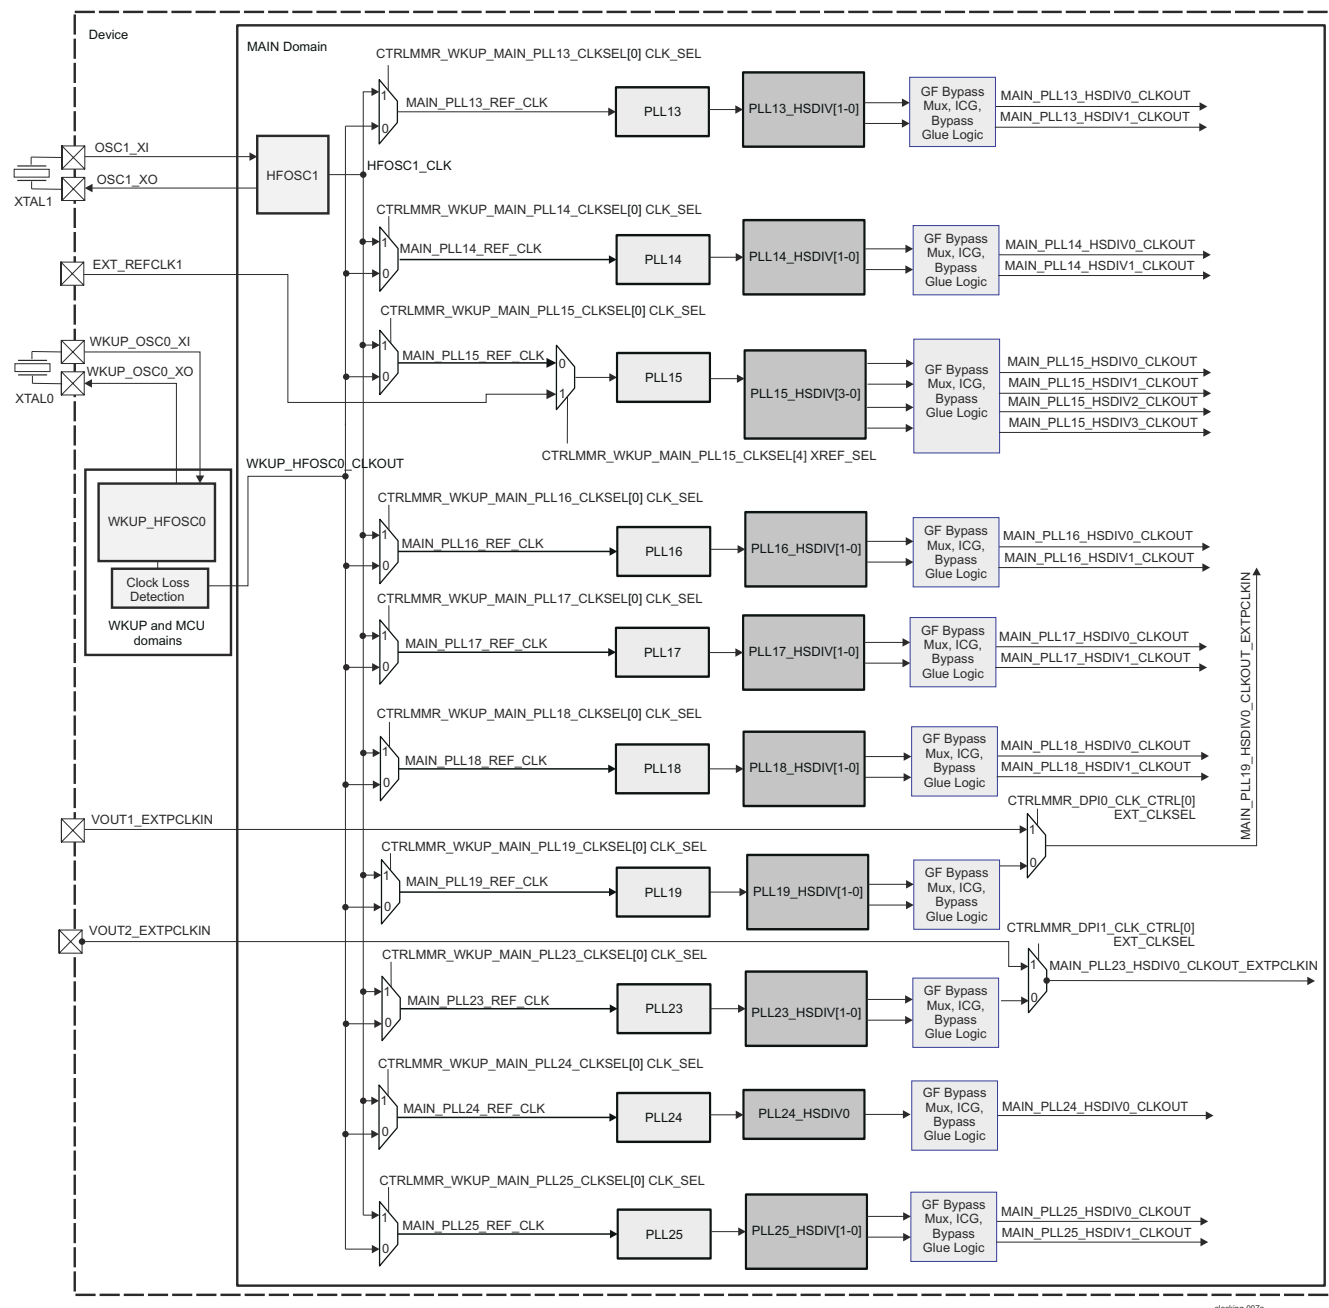 Device
MAIN Domain
CTRLMMR_WKUP_MAIN_PLL13_CLKSEL[0] CLK_SEL
1
0
MAIN_PLL13_REF_CLK
PLL13
PLL13_HSDIV[1-0]
GF Bypass
Mux, ICG,
Bypass
Glue Logic
MAIN_PLL13_HSDIV0_CLKOUT
MAIN_PLL13_HSDIV1_CLKOUT
OSC1_XI
OSC1_XO
XTAL1
HFOSC1
HFOSC1_CLK
CTRLMMR_WKUP_MAIN_PLL14_CLKSEL[0] CLK_SEL
1
0
MAIN_PLL14_REF_CLK
PLL14
PLL14_HSDIV[1-0]
GF Bypass
Mux, ICG,
Bypass
Glue Logic
MAIN_PLL14_HSDIV0_CLKOUT
MAIN_PLL14_HSDIV1_CLKOUT
EXT_REFCLK1
CTRLMMR_WKUP_MAIN_PLL15_CLKSEL[0] CLK_SEL
1
0
MAIN_PLL15_REF_CLK
0
1
PLL15
PLL15_HSDIV[3-0]
GF Bypass
Mux, ICG,
Bypass
Glue Logic
MAIN_PLL15_HSDIV0_CLKOUT
MAIN_PLL15_HSDIV1_CLKOUT
MAIN_PLL15_HSDIV2_CLKOUT
MAIN_PLL15_HSDIV3_CLKOUT
CTRLMMR_WKUP_MAIN_PLL15_CLKSEL[4] XREF_SEL
WKUP_OSC0_XI
WKUP_OSC0_XO
XTAL0
WKUP_HFOSC0_CLKOUT
WKUP_HFOSC0
Clock Loss
Detection
WKUP and MCU
domains
CTRLMMR_WKUP_MAIN_PLL16_CLKSEL[0] CLK_SEL
1
0
MAIN_PLL16_REF_CLK
PLL16
PLL16_HSDIV[1-0]
GF Bypass
Mux, ICG,
Bypass
Glue Logic
MAIN_PLL16_HSDIV0_CLKOUT
MAIN_PLL16_HSDIV1_CLKOUT
CTRLMMR_WKUP_MAIN_PLL17_CLKSEL[0] CLK_SEL
1
0
MAIN_PLL17_REF_CLK
PLL17
PLL17_HSDIV[1-0]
GF Bypass
Mux, ICG,
Bypass
Glue Logic
MAIN_PLL17_HSDIV0_CLKOUT
MAIN_PLL17_HSDIV1_CLKOUT
CTRLMMR_WKUP_MAIN_PLL18_CLKSEL[0] CLK_SEL
1
0
MAIN_PLL18_REF_CLK
PLL18
PLL18_HSDIV[1-0]
GF Bypass
Mux, ICG,
Bypass
Glue Logic
MAIN_PLL18_HSDIV0_CLKOUT
MAIN_PLL18_HSDIV1_CLKOUT
VOUT1_EXTPCLKIN
CTRLMMR_DPI0_CLK_CTRL[0]
EXT_CLKSEL
1
0
MAIN_PLL19_HSDIV0_CLKOUT_EXTPCLKIN
CTRLMMR_WKUP_MAIN_PLL19_CLKSEL[0] CLK_SEL
1
0
MAIN_PLL19_REF_CLK
PLL19
PLL19_HSDIV[1-0]
GF Bypass
Mux, ICG,
Bypass
Glue Logic
VOUT2_EXTPCLKIN
CTRLMMR_DPI1_CLK_CTRL[0]
EXT_CLKSEL
1
0
MAIN_PLL23_HSDIV0_CLKOUT_EXTPCLKIN
CTRLMMR_WKUP_MAIN_PLL23_CLKSEL[0] CLK_SEL
1
0
MAIN_PLL23_REF_CLK
PLL23
PLL23_HSDIV[1-0]
GF Bypass
Mux, ICG,
Bypass
Glue Logic
CTRLMMR_WKUP_MAIN_PLL24_CLKSEL[0] CLK_SEL
1
0
MAIN_PLL24_REF_CLK
PLL24
PLL24_HSDIV0
GF Bypass
Mux, ICG,
Bypass
Glue Logic
MAIN_PLL24_HSDIV0_CLKOUT
CTRLMMR_WKUP_MAIN_PLL25_CLKSEL[0] CLK_SEL
1
0
MAIN_PLL25_REF_CLK
PLL25
PLL25_HSDIV[1-0]
GF Bypass
Mux, ICG,
Bypass
Glue Logic
MAIN_PLL25_HSDIV0_CLKOUT
MAIN_PLL25_HSDIV1_CLKOUT